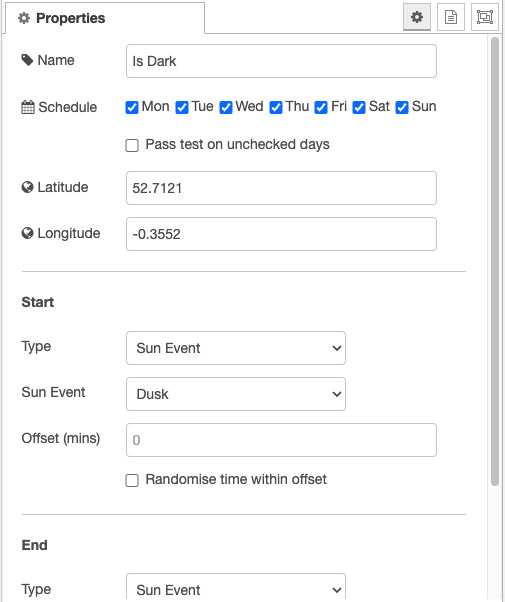 Properties
Name Is Dark
Schedule Mon Tue Wed Thu Fri Sat Sun
Pass test on unchecked days
Latitude 52.7121
Longitude -0.3552
Start
Type Sun Event
Sun Event Dusk
Offset (mins) 0
Randomise time within offset
End
Type Sun Event